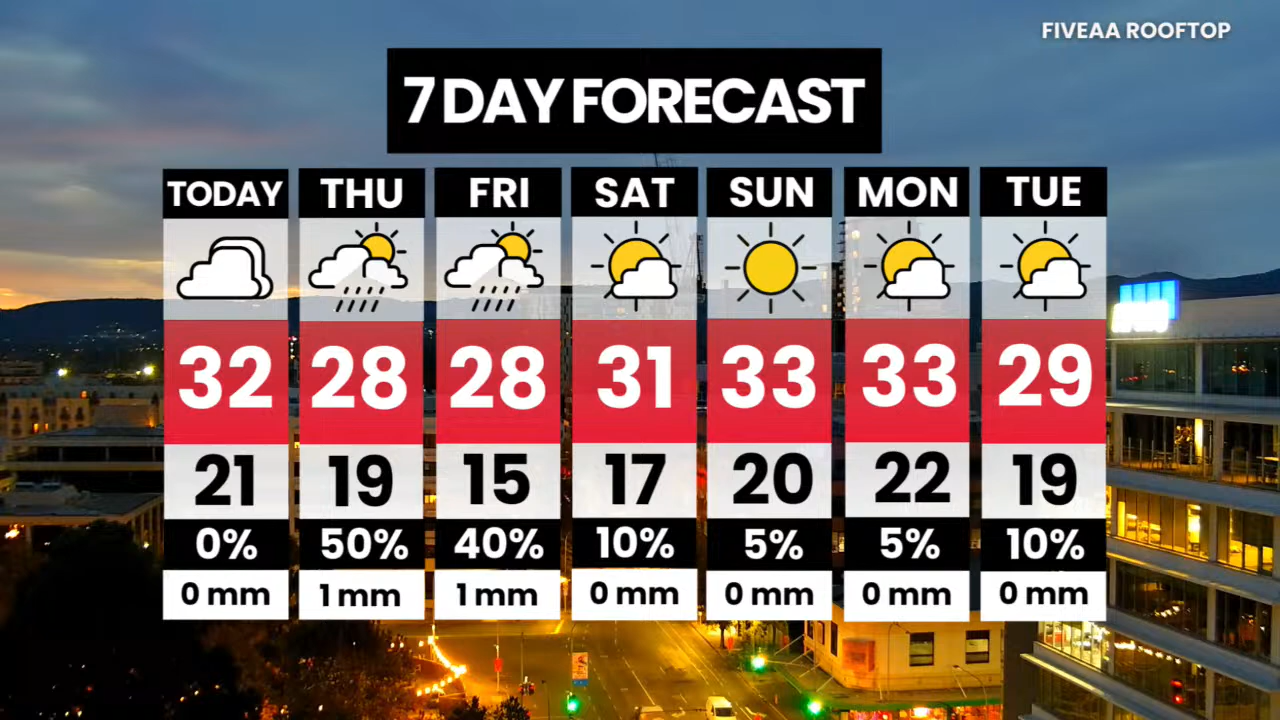 FIVEAA ROOFTOP
7 DAY FORECAST
TODAY THU FRI SAT SUN MON TUE
32 28 28 31 33 33 29
21 19 15 17 20 22 19
0% 50% 40% 10% 5% 5% 10%
0 mm 1 mm 1 mm 0 mm 0 mm 0 mm 0 mm